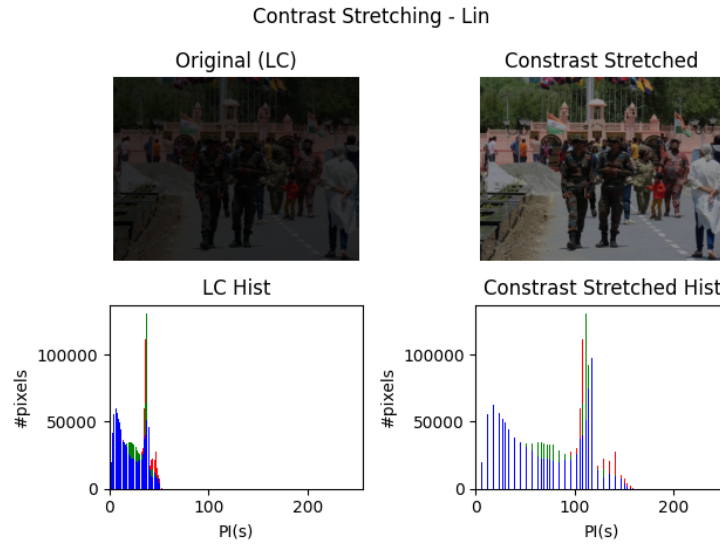 Contrast Stretching - Lin
Original (LC)
Constrast Stretched
LC Hist
Constrast Stretched Hist
#pixels
100000
50000
0
0
100
200
PI(s)
#pixels
100000
50000
0
0
100
200
PI(s)